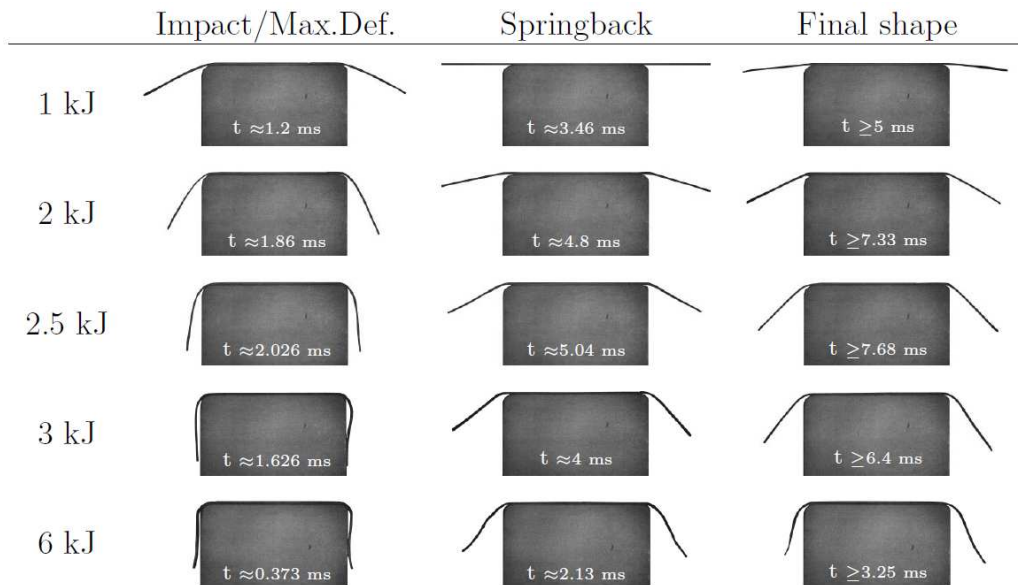 Impact/Max.Def. Springback Final shape
1 kJ t ≈1.2 ms t ≈3.46 ms t ≥5 ms
2 kJ t ≈1.86 ms t ≈4.8 ms t ≥7.33 ms
2.5 kJ t ≈2.026 ms t ≈5.04 ms t ≥7.68 ms
3 kJ t ≈1.626 ms t ≈4 ms t ≥6.4 ms
6 kJ t ≈0.373 ms t ≈2.13 ms t ≥3.25 ms